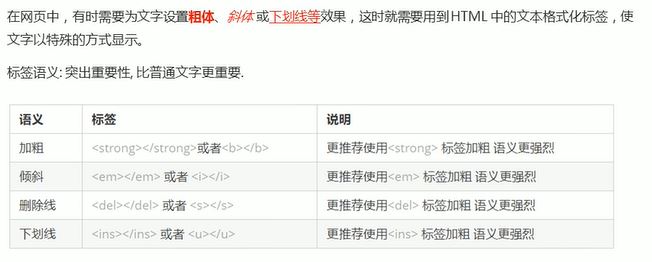 在网页中，有时需要为文字设置粗体、斜体 或下划线等效果，这时就需要用到 HTML 中的文本格式化标签，使
文字以特殊的方式显示。
标签语义: 突出重要性, 比普通文字更重要.
语义 标签 说明
加粗 <strong></strong>或者<b></b> 更推荐使用<strong> 标签加粗 语义更强烈
倾斜 <em></em> 或者 <i></i> 更推荐使用<em> 标签加粗 语义更强烈
删除线 <del></del> 或者 <s></s> 更推荐使用<del> 标签加粗 语义更强烈
下划线 <ins></ins> 或者 <u></u> 更推荐使用<ins> 标签加粗 语义更强烈